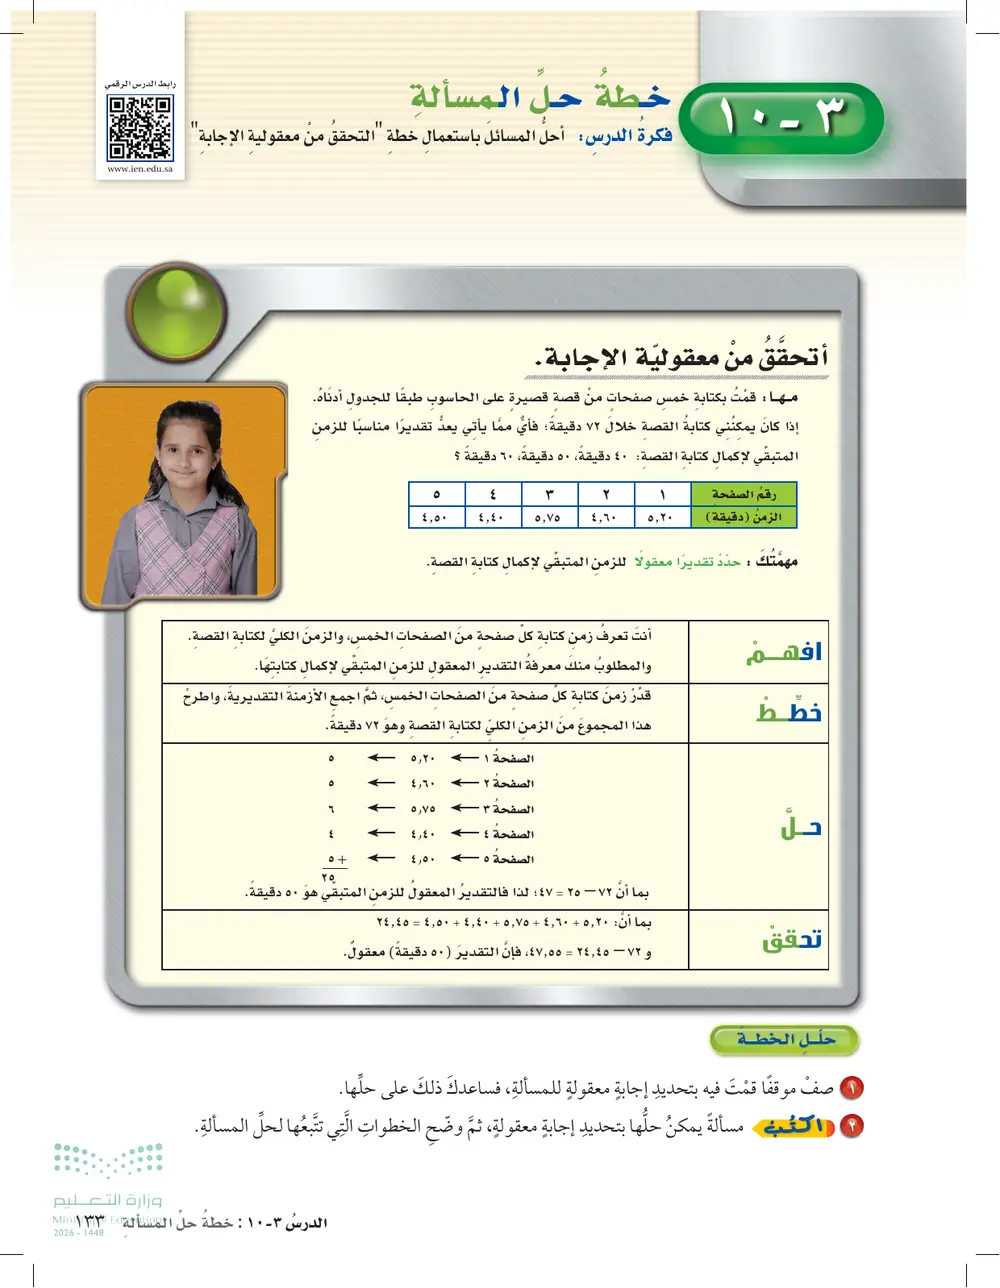 رابط الدرس الرقمي
www.ien.edu.sa
٣-١٠
خطةُ حلِّ المسألةِ
فكرةُ الدرسِ: أحلُّ المسائلَ باستعمالِ خطةِ "التحققُ منْ معقوليةِ الإجابةِ"
أتحقَّقُ منْ معقوليّة الإجابة.
مـهـا: قمْتُ بكتابةِ خمسِ صفحاتٍ منْ قصةٍ قصيرةٍ على الحاسوبِ طبقًا للجدولِ أدنَاهُ.
إذا كانَ يمكِنُني كتابةُ القصةِ خلالَ ٧٢ دقيقةً؛ فأيٌّ ممَّا يأتي يعدُّ تقديرًا مناسبًا للزمنِ
المتبقِّي لإكمالِ كتابةِ القصةِ: ٤٠ دقيقةً، ٥٠ دقيقةً، ٦٠ دقيقةً ؟
رقمُ الصفحة ١ ٢ ٣ ٤ ٥
الزمنُ (دقيقة) ٥,٢٠ ٤,٦٠ ٥,٧٥ ٤,٤٠ ٤,٥٠
مهمَّتُكَ : حدّدْ تقديرًا معقولًا للزمنِ المتبقِّي لإكمالِ كتابةِ القصةِ.
افهـمْ
أنتَ تعرفُ زمنَ كتابةِ كلِّ صفحةٍ منَ الصفحاتِ الخمسِ، والزمنَ الكليَّ لكتابةِ القصةِ.
والمطلوبُ منكَ معرفةُ التقديرِ المعقولِ للزمنِ المتبقِّي لإكمالِ كتابتِهَا.
خطِّـطْ
قدّرْ زمنَ كتابةِ كلِّ صفحةٍ منَ الصفحاتِ الخمسِ، ثمَّ اجمعِ الأزمنةَ التقديريةَ، واطرحْ
هذا المجموعَ منَ الزمنِ الكليِّ لكتابةِ القصةِ وهوَ ٧٢ دقيقةً.
حـلَّ
الصفحةُ ١ ← ٥,٢٠ ← ٥
الصفحةُ ٢ ← ٤,٦٠ ← ٥
الصفحةُ ٣ ← ٥,٧٥ ← ٦
الصفحةُ ٤ ← ٤,٤٠ ← ٤
الصفحةُ ٥ ← ٤,٥٠ ← + ٥
٢٥
بما أنَّ ٧٢ – ٢٥ = ٤٧؛ لذا فالتقديرُ المعقولُ للزمنِ المتبقِّي هوَ ٥٠ دقيقةً.
تحققْ
بما أنَّ: ٥,٢٠ + ٤,٦٠ + ٥,٧٥ + ٤,٤٠ + ٤,٥٠ = ٢٤,٤٥
و ٧٢ – ٢٤,٤٥ = ٤٧,٥٥، فإنَّ التقديرَ (٥٠ دقيقةً) معقولٌ.
حلّـلِ الخطـةَ
١ صفْ موقفًا قمْتَ فيه بتحديدِ إجابةٍ معقولةٍ للمسألةِ، فساعدكَ ذلكَ على حلِّها.
٢ اكتُبْ مسألةً يمكنُ حلُّها بتحديدِ إجابةٍ معقولةٍ، ثمَّ وضّحِ الخطواتِ الَّتِي تتَّبعُها لحلِّ المسألةِ.
وزارة التعـليم
Ministry of Education
2026 - 1448
الدرسُ ٣-١٠ : خطةُ حلِّ المسألةِ ١٣٣